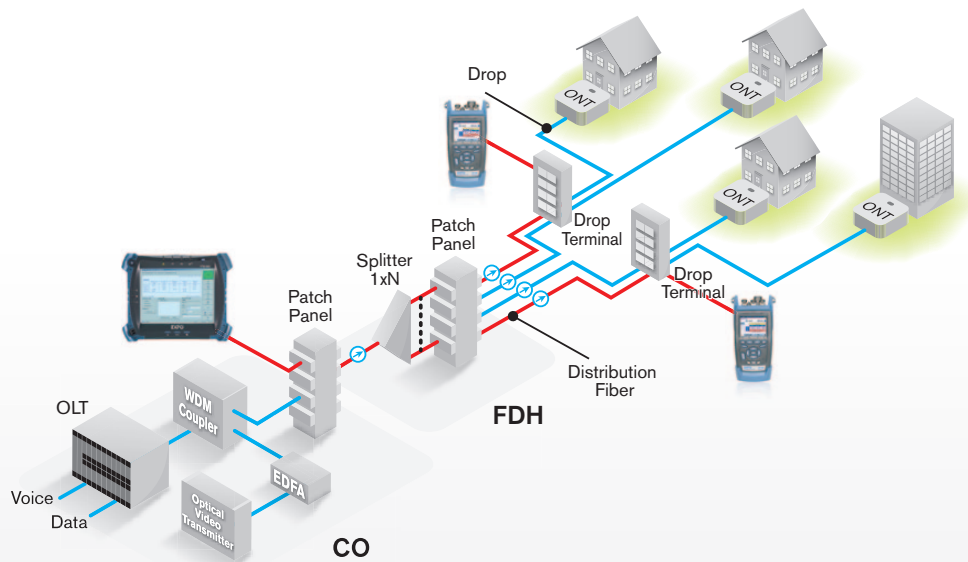 Drop
ONT
ONT
ONT
ONT
Drop
Terminal
Drop
Terminal
Patch
Panel
Splitter
1xN
Patch
Panel
EXFO
Distribution
Fiber
FDH
OLT
WDM
Coupler
EDFA
Optical
Video
Transmitter
Voice
Data
CO